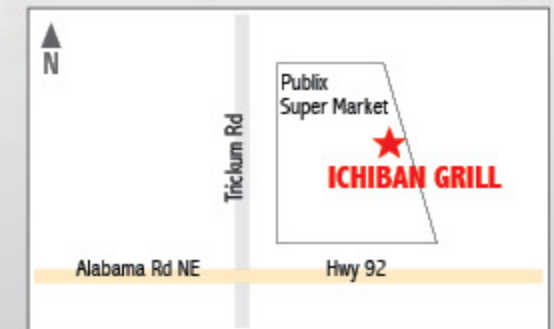 N
Publix
Super Market
Trickum Rd
ICHIBAN GRILL
Alabama Rd NE
Hwy 92